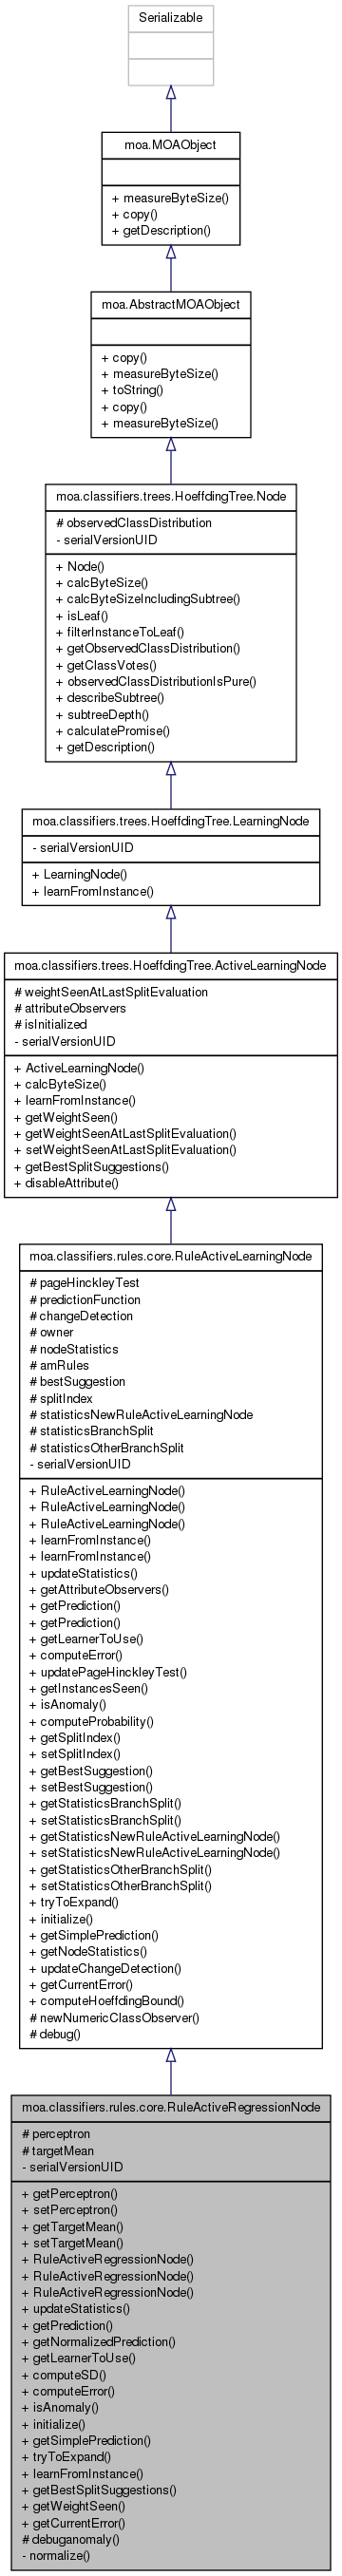 Serializable
moa.MOAObject
+ measureByteSize()
+ copy()
+ getDescription()
moa.AbstractMOAObject
+ copy()
+ measureByteSize()
+ toString()
+ copy()
+ measureByteSize()
moa.classifiers.trees.HoeffdingTree.Node
# observedClassDistribution
- serialVersionUID
+ Node()
+ calcByteSize()
+ calcByteSizeIncludingSubtree()
+ isLeaf()
+ filterInstanceToLeaf()
+ getObservedClassDistribution()
+ getClassVotes()
+ observedClassDistributionIsPure()
+ describeSubtree()
+ subtreeDepth()
+ calculatePromise()
+ getDescription()
moa.classifiers.trees.HoeffdingTree.LearningNode
- serialVersionUID
+ LearningNode()
+ learnFromInstance()
moa.classifiers.trees.HoeffdingTree.ActiveLearningNode
# weightSeenAtLastSplitEvaluation
# attributeObservers
# isInitialized
- serialVersionUID
+ ActiveLearningNode()
+ calcByteSize()
+ learnFromInstance()
+ getWeightSeen()
+ getWeightSeenAtLastSplitEvaluation()
+ setWeightSeenAtLastSplitEvaluation()
+ getBestSplitSuggestions()
+ disableAttribute()
moa.classifiers.rules.core.RuleActiveLearningNode
# pageHinckleyTest
# predictionFunction
# changeDetection
# owner
# nodeStatistics
# amRules
# bestSuggestion
# splitIndex
# statisticsNewRuleActiveLearningNode
# statisticsBranchSplit
# statisticsOtherBranchSplit
- serialVersionUID
+ RuleActiveLearningNode()
+ RuleActiveLearningNode()
+ RuleActiveLearningNode()
+ learnFromInstance()
+ learnFromInstance()
+ updateStatistics()
+ getAttributeObservers()
+ getPrediction()
+ getPrediction()
+ getLearnerToUse()
+ computeError()
+ updatePageHinckleyTest()
+ getInstancesSeen()
+ isAnomaly()
+ computeProbability()
+ getSplitIndex()
+ setSplitIndex()
+ getBestSuggestion()
+ setBestSuggestion()
+ getStatisticsBranchSplit()
+ setStatisticsBranchSplit()
+ getStatisticsNewRuleActiveLearningNode()
+ setStatisticsNewRuleActiveLearningNode()
+ getStatisticsOtherBranchSplit()
+ setStatisticsOtherBranchSplit()
+ tryToExpand()
+ initialize()
+ getSimplePrediction()
+ getNodeStatistics()
+ updateChangeDetection()
+ getCurrentError()
+ computeHoeffdingBound()
# newNumericClassObserver()
# debug()
moa.classifiers.rules.core.RuleActiveRegressionNode
# perceptron
# targetMean
- serialVersionUID
+ getPerceptron()
+ setPerceptron()
+ getTargetMean()
+ setTargetMean()
+ RuleActiveRegressionNode()
+ RuleActiveRegressionNode()
+ RuleActiveRegressionNode()
+ updateStatistics()
+ getPrediction()
+ getNormalizedPrediction()
+ getLearnerToUse()
+ computeSD()
+ computeError()
+ isAnomaly()
+ initialize()
+ getSimplePrediction()
+ tryToExpand()
+ learnFromInstance()
+ getBestSplitSuggestions()
+ getWeightSeen()
+ getCurrentError()
# debuganomaly()
- normalize()